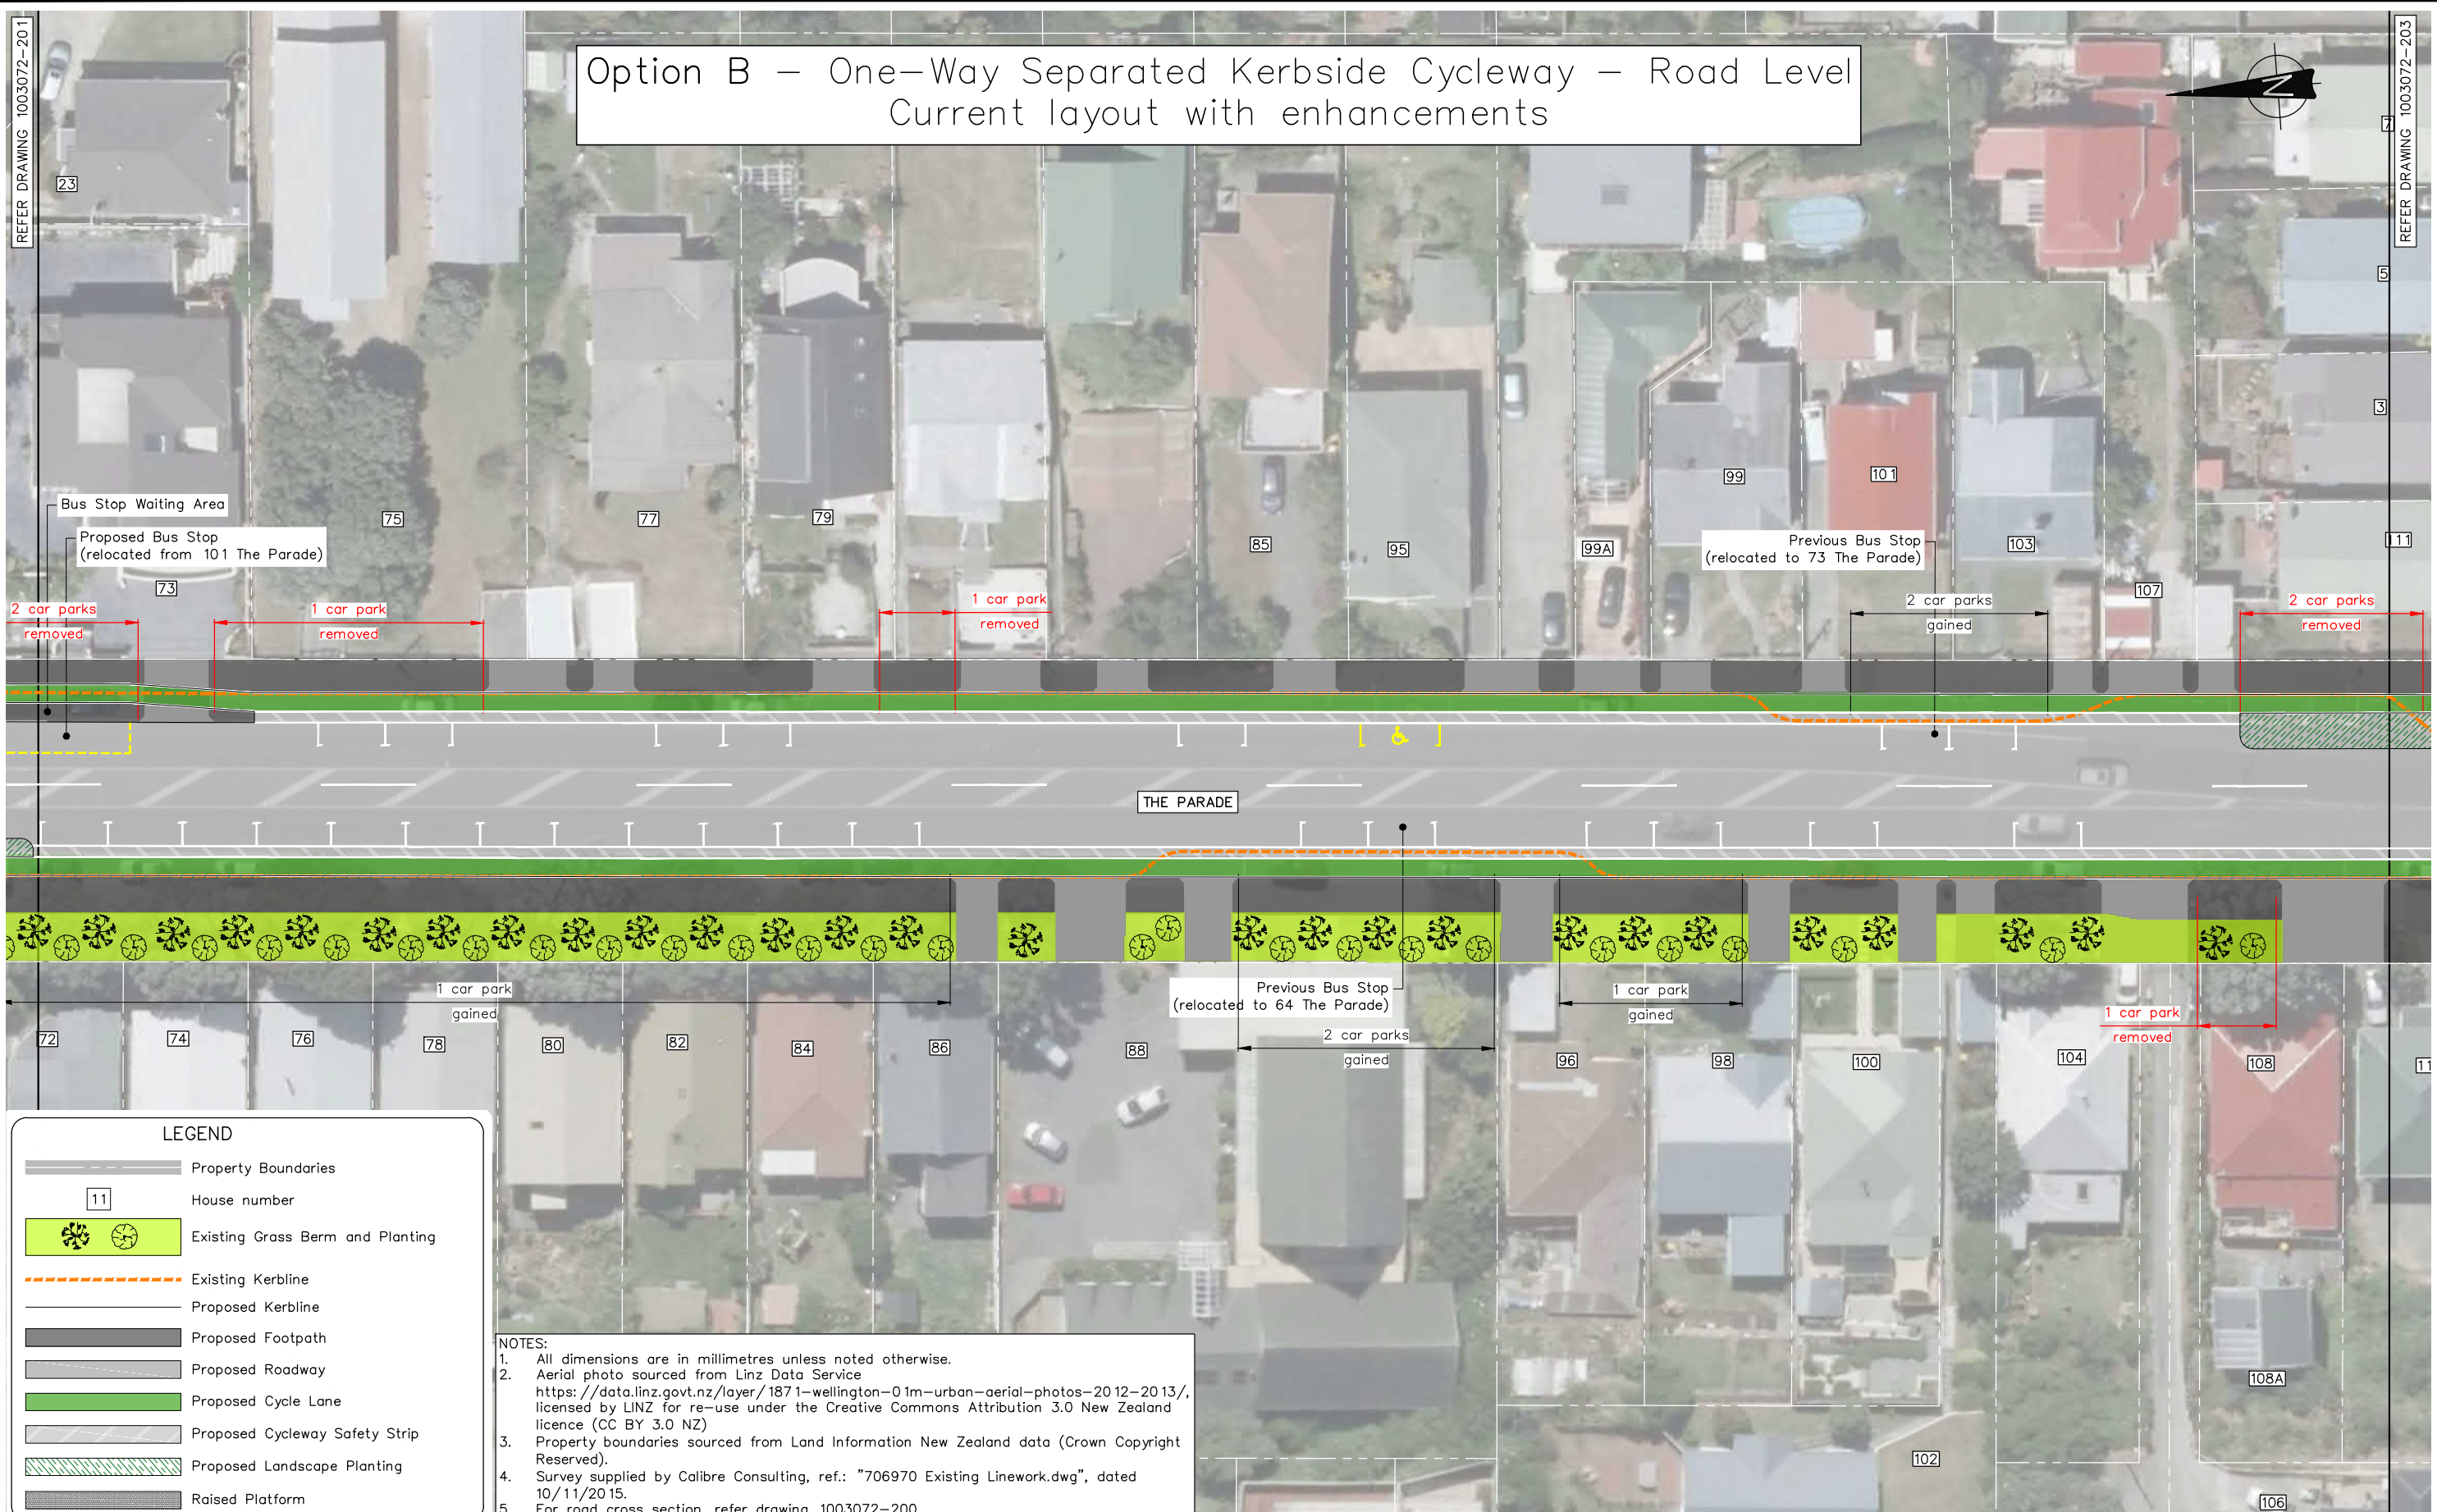 REFER DRAWING 1003072-201
Option B - One-Way Separated Kerbside Cycleway - Road Level
Current layout with enhancements
REFER DRAWING 1003072-203
N
7
23
5
3
Bus Stop Waiting Area
Proposed Bus Stop
(relocated from 101 The Parade)
73
75
77
79
85
95
99A
99
101
103
107
111
Previous Bus Stop
(relocated to 73 The Parade)
2 car parks
removed
1 car park
removed
1 car park
removed
2 car parks
gained
2 car parks
removed
THE PARADE
1 car park
gained
Previous Bus Stop
(relocated to 64 The Parade)
2 car parks
gained
1 car park
gained
1 car park
removed
72
74
76
78
80
82
84
86
88
96
98
100
104
108
11
108A
102
106
LEGEND
Property Boundaries
11
House number
Existing Grass Berm and Planting
Existing Kerbline
Proposed Kerbline
Proposed Footpath
Proposed Roadway
Proposed Cycle Lane
Proposed Cycleway Safety Strip
Proposed Landscape Planting
Raised Platform
NOTES:
1. All dimensions are in millimetres unless noted otherwise.
2. Aerial photo sourced from Linz Data Service
https://data.linz.govt.nz/layer/1871-wellington-01m-urban-aerial-photos-2012-2013/,
licensed by LINZ for re-use under the Creative Commons Attribution 3.0 New Zealand
licence (CC BY 3.0 NZ)
3. Property boundaries sourced from Land Information New Zealand data (Crown Copyright
Reserved).
4. Survey supplied by Calibre Consulting, ref.: "706970 Existing Linework.dwg", dated
10/11/2015.
5. For road cross section, refer drawing 1003072-200